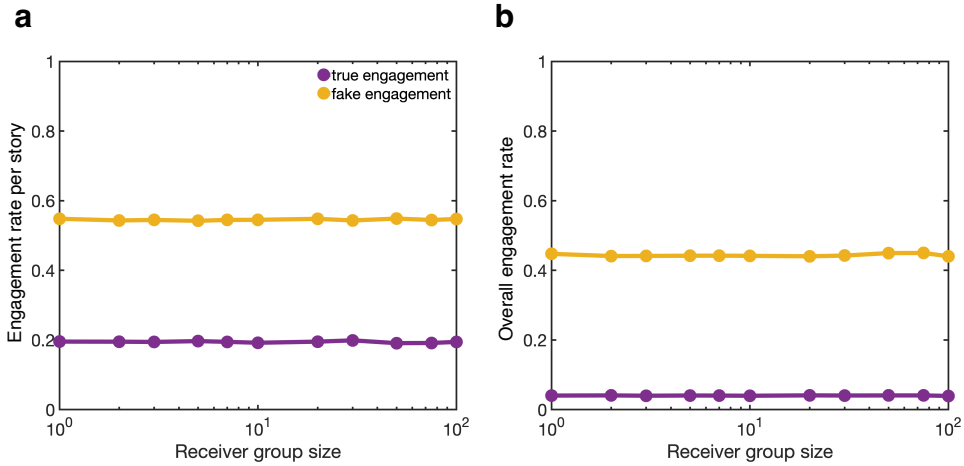 a
b
true engagement
fake engagement
Engagement rate per story
1
0.8
0.6
0.4
0.2
0
10^0
10^1
10^2
Receiver group size
Overall engagement rate
1
0.8
0.6
0.4
0.2
0
10^0
10^1
10^2
Receiver group size